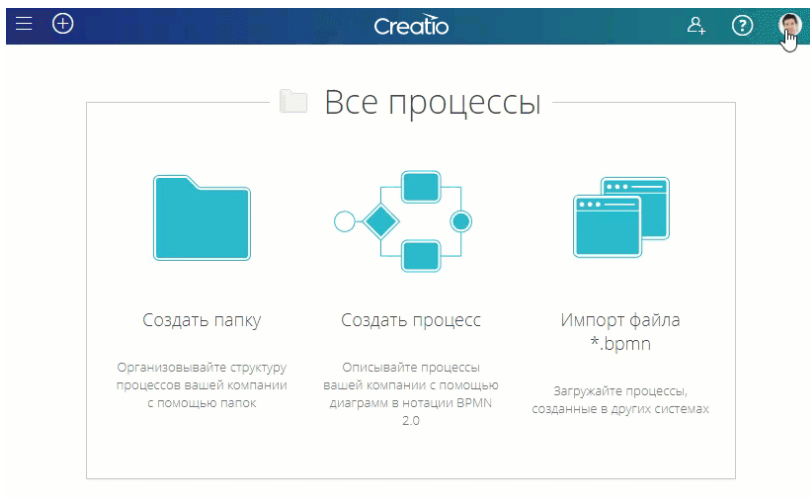 Creatio
Все процессы
Создать папку
Организовывайте структуру
процессов вашей компании
с помощью папок
Создать процесс
Описывайте процессы
вашей компании с помощью
диаграмм в нотации BPMN
2.0
Импорт файла
*.bpmn
Загружайте процессы,
созданные в других системах